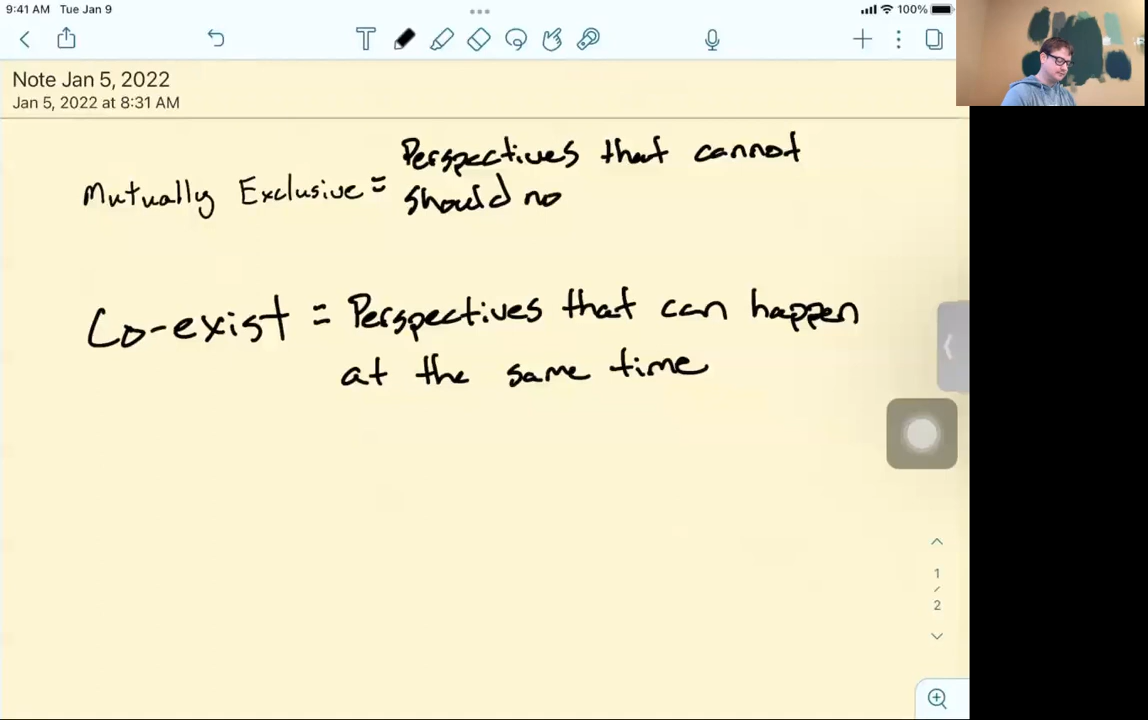 9:41 AM Tue Jan 9
100%
Note Jan 5, 2022
Jan 5, 2022 at 8:31 AM
Perspectives that cannot
Mutually Exclusive =
should no
Co-exist = Perspectives that can happen
at the same time
1
/
2